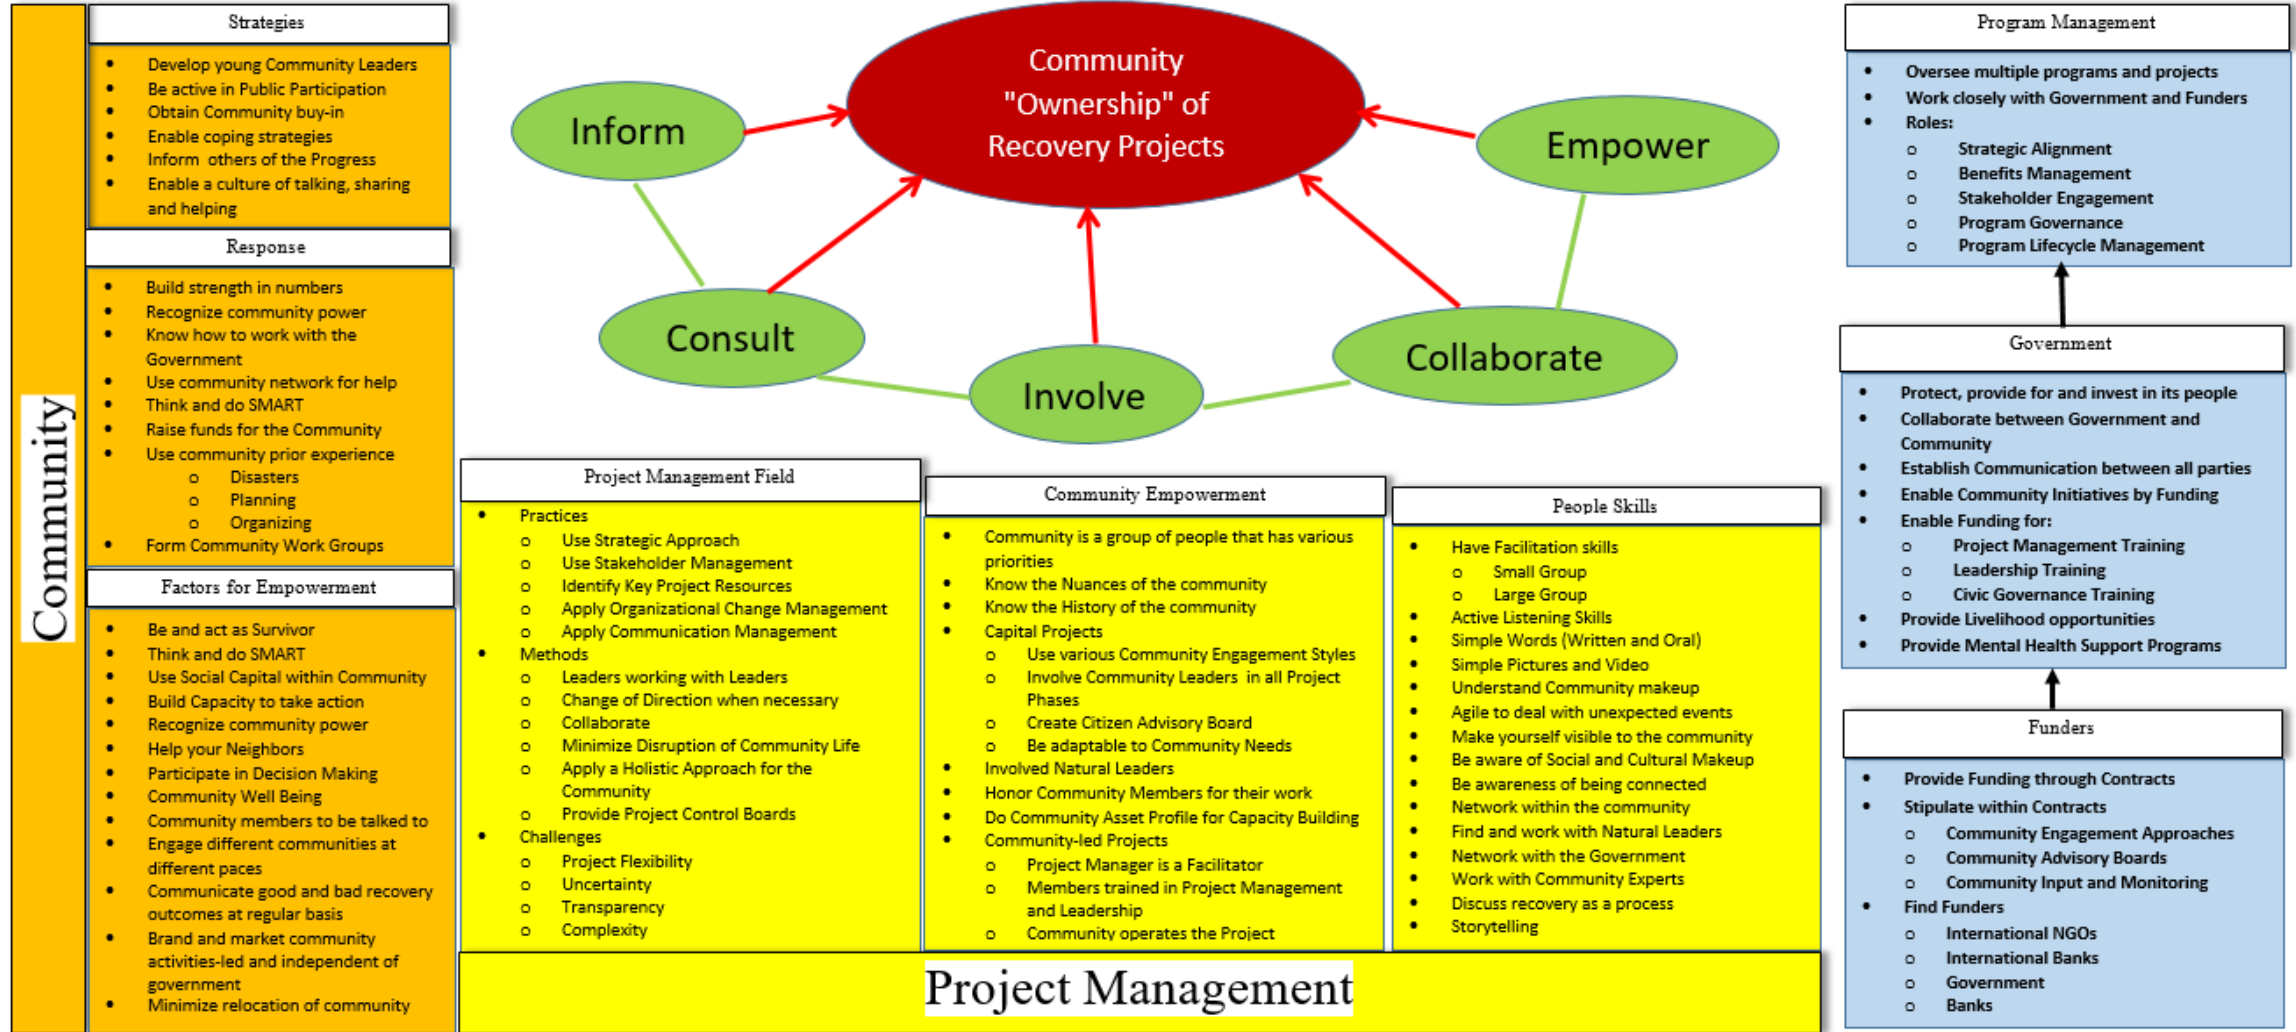 Community
Strategies
• Develop young Community Leaders
• Be active in Public Participation
• Obtain Community buy-in
• Enable coping strategies
• Inform others of the Progress
• Enable a culture of talking, sharing
and helping
Response
• Build strength in numbers
• Recognize community power
• Know how to work with the
Government
• Use community network for help
• Think and do SMART
• Raise funds for the Community
• Use community prior experience
o Disasters
o Planning
o Organizing
• Form Community Work Groups
Factors for Empowerment
• Be and act as Survivor
• Think and do SMART
• Use Social Capital within Community
• Build Capacity to take action
• Recognize community power
• Help your Neighbors
• Participate in Decision Making
• Community Well Being
• Community members to be talked to
• Engage different communities at
different paces
• Communicate good and bad recovery
outcomes at regular basis
• Brand and market community
activities-led and independent of
government
• Minimize relocation of community
Community
"Ownership" of
Recovery Projects
Inform
Consult
Involve
Collaborate
Empower
Project Management Field
• Practices
o Use Strategic Approach
o Use Stakeholder Management
o Identify Key Project Resources
o Apply Organizational Change Management
o Apply Communication Management
• Methods
o Leaders working with Leaders
o Change of Direction when necessary
o Collaborate
o Minimize Disruption of Community Life
o Apply a Holistic Approach for the
Community
o Provide Project Control Boards
• Challenges
o Project Flexibility
o Uncertainty
o Transparency
o Complexity
Community Empowerment
• Community is a group of people that has various
priorities
• Know the Nuances of the community
• Know the History of the community
• Capital Projects
o Use various Community Engagement Styles
o Involve Community Leaders in all Project
Phases
o Create Citizen Advisory Board
o Be adaptable to Community Needs
• Involved Natural Leaders
• Honor Community Members for their work
• Do Community Asset Profile for Capacity Building
• Community-led Projects
o Project Manager is a Facilitator
o Members trained in Project Management
and Leadership
o Community operates the Project
People Skills
• Have Facilitation skills
o Small Group
o Large Group
• Active Listening Skills
• Simple Words (Written and Oral)
• Simple Pictures and Video
• Understand Community makeup
• Agile to deal with unexpected events
• Make yourself visible to the community
• Be aware of Social and Cultural Makeup
• Be awareness of being connected
• Network within the community
• Find and work with Natural Leaders
• Network with the Government
• Work with Community Experts
• Discuss recovery as a process
• Storytelling
Project Management
Program Management
• Oversee multiple programs and projects
• Work closely with Government and Funders
• Roles:
o Strategic Alignment
o Benefits Management
o Stakeholder Engagement
o Program Governance
o Program Lifecycle Management
Government
• Protect, provide for and invest in its people
• Collaborate between Government and
Community
• Establish Communication between all parties
• Enable Community Initiatives by Funding
• Enable Funding for:
o Project Management Training
o Leadership Training
o Civic Governance Training
• Provide Livelihood opportunities
• Provide Mental Health Support Programs
Funders
• Provide Funding through Contracts
• Stipulate within Contracts
o Community Engagement Approaches
o Community Advisory Boards
o Community Input and Monitoring
• Find Funders
o International NGOs
o International Banks
o Government
o Banks